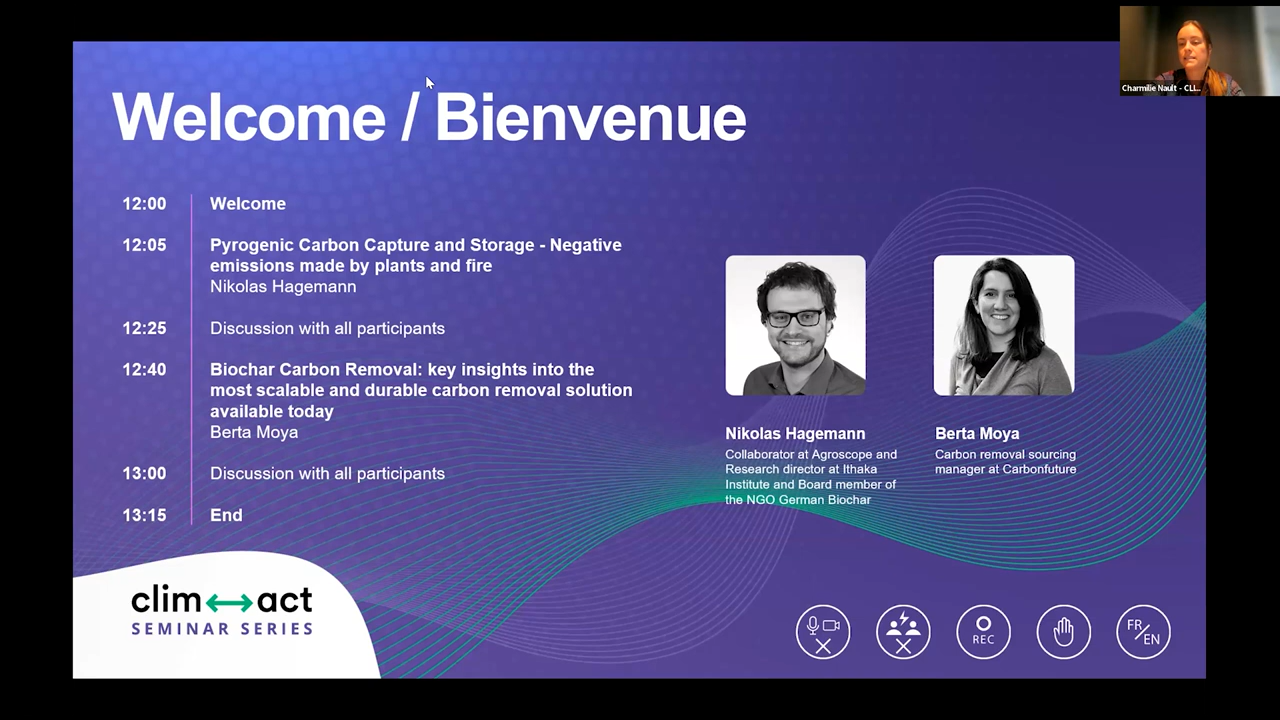 Charmilie Nault - CLI...
Welcome / Bienvenue
12:00 Welcome
12:05 Pyrogenic Carbon Capture and Storage - Negative
emissions made by plants and fire
Nikolas Hagemann
12:25 Discussion with all participants
12:40 Biochar Carbon Removal: key insights into the
most scalable and durable carbon removal solution
available today
Berta Moya
13:00 Discussion with all participants
13:15 End
Nikolas Hagemann
Collaborator at Agroscope and
Research director at Ithaka
Institute and Board member of
the NGO German Biochar
Berta Moya
Carbon removal sourcing
manager at Carbonfuture
clim↔act
SEMINAR SERIES
REC
FR/EN